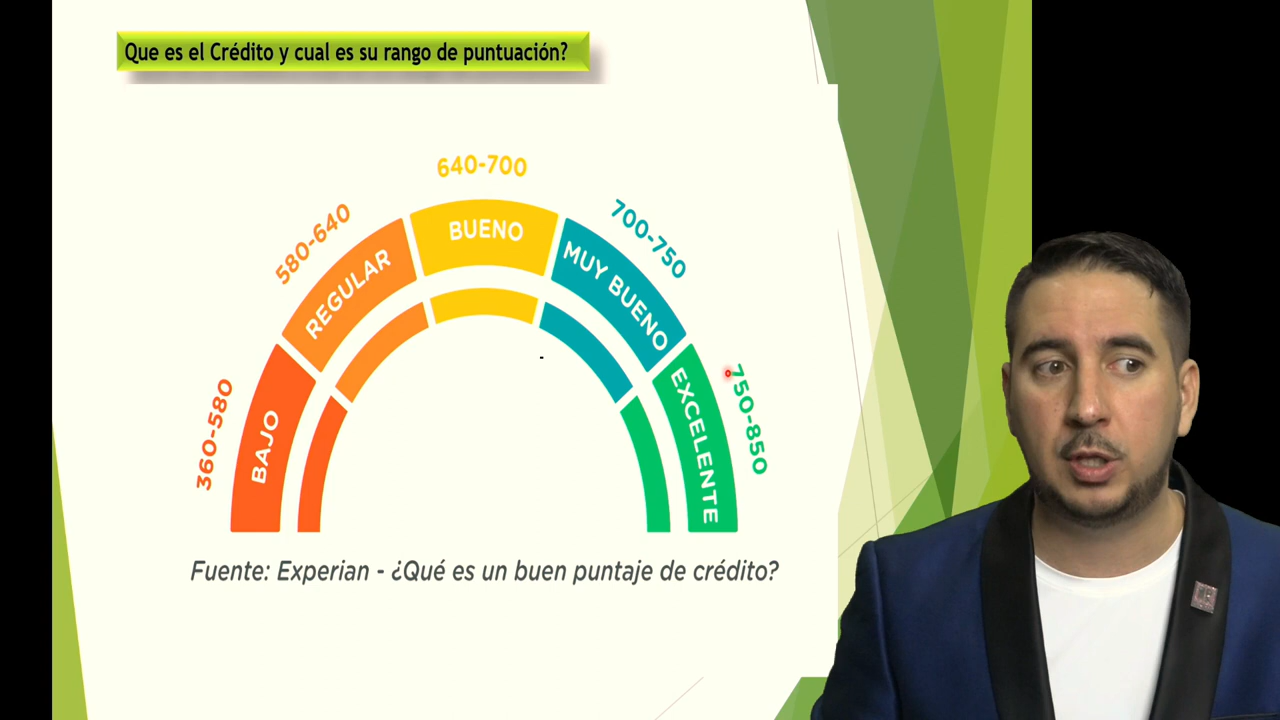 Que es el Crédito y cual es su rango de puntuación?
360-580
BAJO
580-640
REGULAR
640-700
BUENO
700-750
MUY BUENO
750-850
EXCELENTE
Fuente: Experian - ¿Qué es un buen puntaje de crédito?